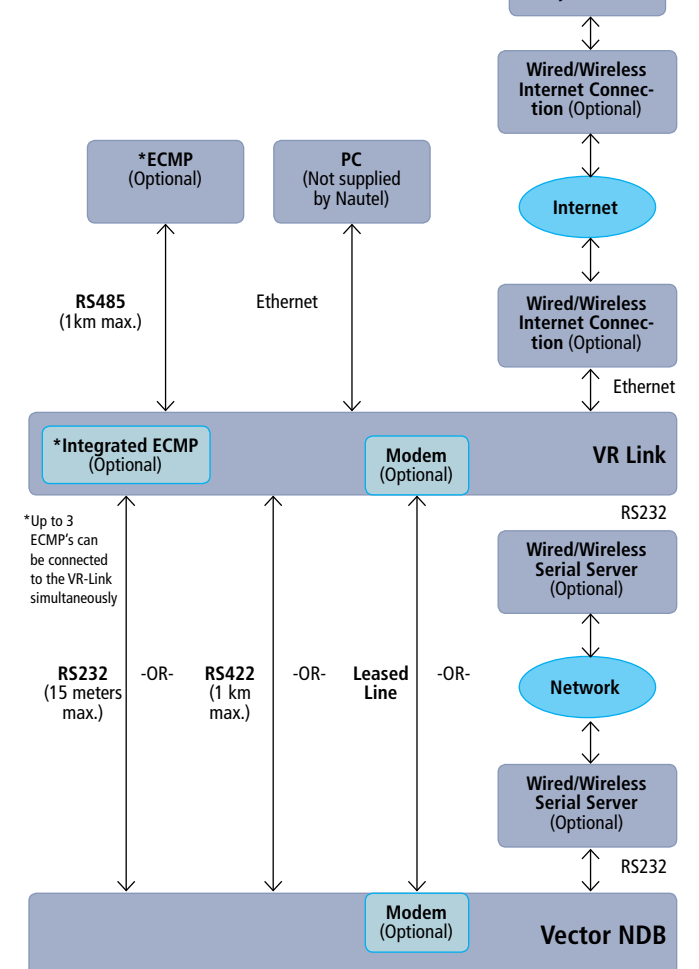 Wired/Wireless
Internet Connec-
tion (Optional)
*ECMP
(Optional)
PC
(Not supplied
by Nautel)
Internet
RS485
(1km max.)
Ethernet
Wired/Wireless
Internet Connec-
tion (Optional)
Ethernet
*Integrated ECMP
(Optional)
Modem
(Optional)
VR Link
*Up to 3
ECMP's can
be connected
to the VR-Link
simultaneously
RS232
Wired/Wireless
Serial Server
(Optional)
RS232
(15 meters
max.)
-OR-
RS422
(1 km
max.)
-OR-
Leased
Line
-OR-
Network
Wired/Wireless
Serial Server
(Optional)
RS232
Modem
(Optional)
Vector NDB